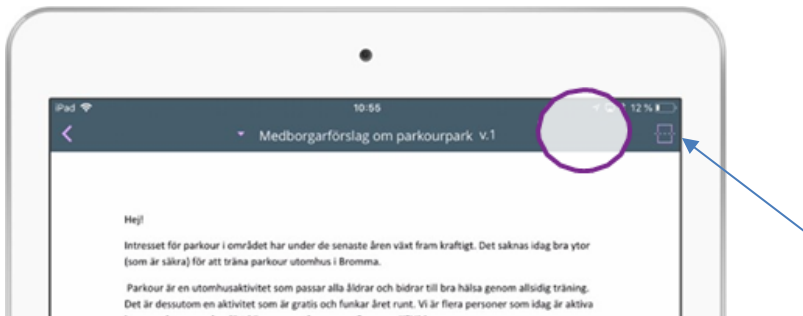 iPad 10:55 12 %
Medborgarförslag om parkourpark v.1
Hej!
Intresset för parkour i området har under de senaste åren växt fram kraftigt. Det saknas idag bra ytor
(som är säkra) för att träna parkour utomhus i Bromma.
Parkour är en utomhusaktivitet som passar alla åldrar och bidrar till bra hälsa genom allsidig träning.
Det är dessutom en aktivitet som är gratis och funkar året runt. Vi är flera personer som idag är aktiva